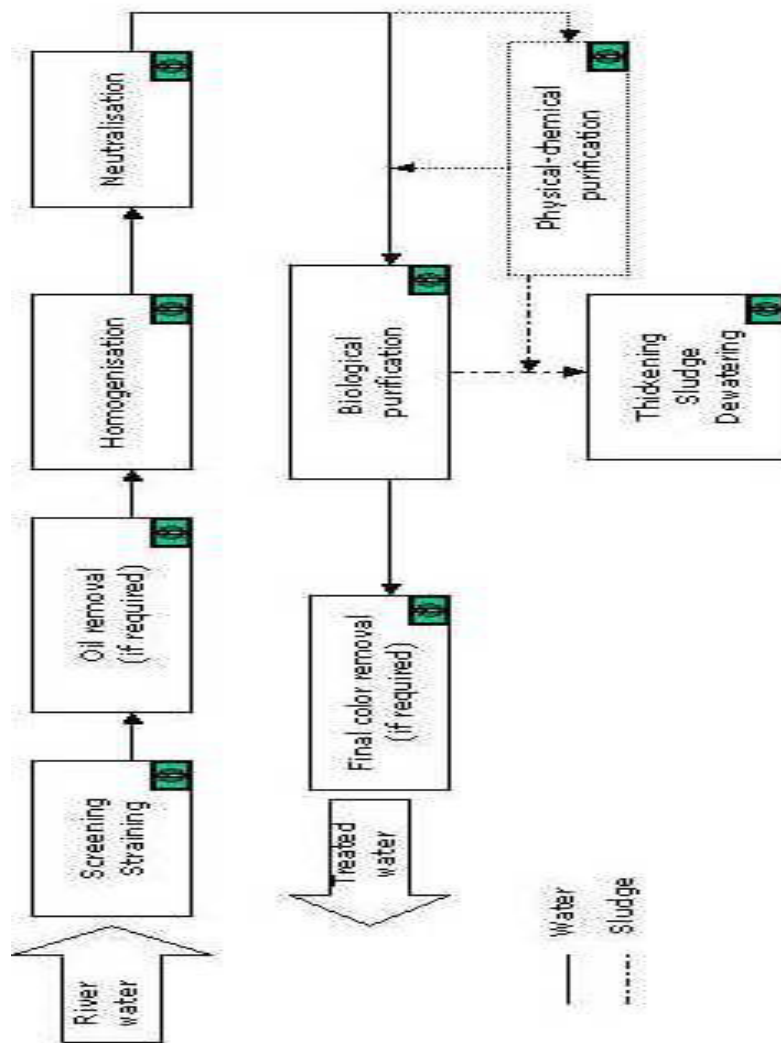 River
water
Screening
Straining
Oil removal
(if required)
Homogenisation
Neutralisation
Physical-chemical
purification
Biological
purification
Thickening
Sludge
Dewatering
Final color removal
(if required)
Treated
water
Water
Sludge